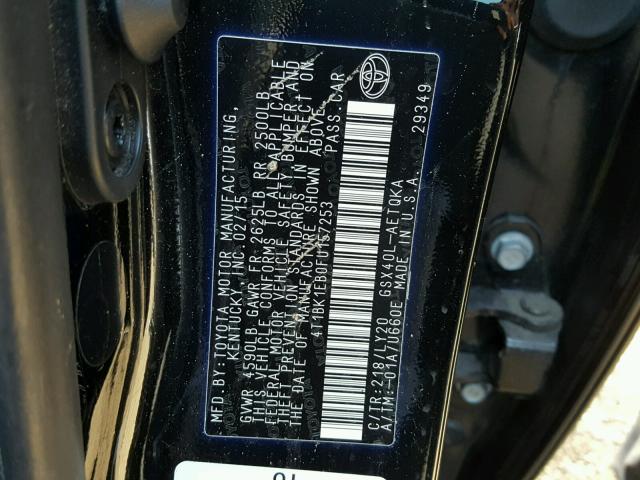 MFD. BY: TOYOTA MOTOR MANUFACTURING,
KENTUCKY, INC. 02/15
GVWR 4590LB GAWR FR 2625LB RR 2500LB
THIS VEHICLE CONFORMS TO ALL APPLICABLE
FEDERAL MOTOR VEHICLE SAFETY BUMPER AND
THEFT PREVENTION STANDARDS IN EFFECT ON
THE DATE OF MANUFACTURE SHOWN ABOVE.
PASS.CAR
C/TR:218/LY20 GSX40L-AETQKA
A/TM:-01A/U660E MADE IN U.S.A.
29349